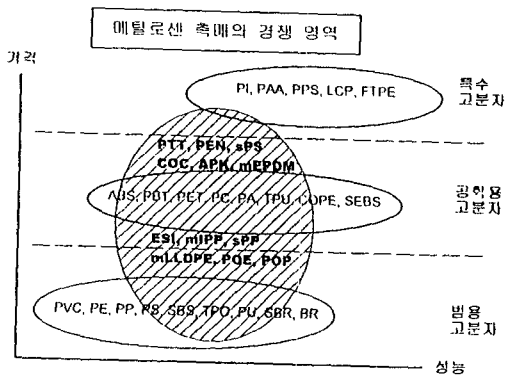 메틸로센 촉매의 경쟁 영역
가격
PI, PAA, PPS, LCP, FTPE
특수
고분자
PTT, PEN, sPS
COC, APK, mEPDM
ABS, PBT, PET, PC, PA, TPU, COPE, SEBS
공학용
고분자
ESI, mIPP, sPP
mLLDPE, POE, POP
PVC, PE, PP, PS, SBS, TPO, PU, SBR, BR
범용
고분자
성능